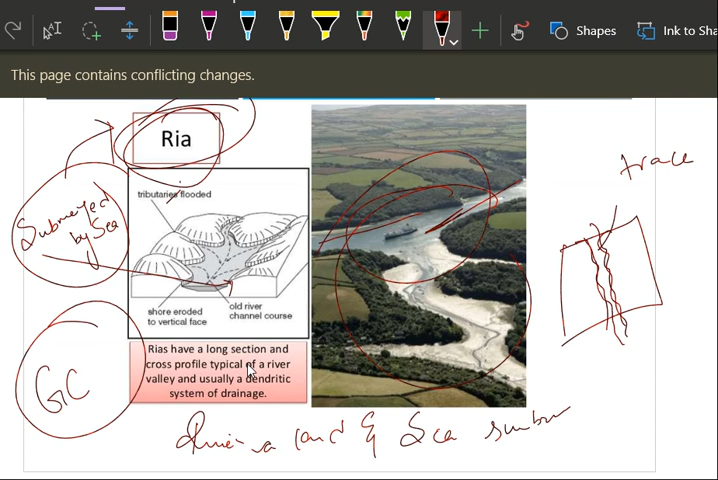 Shapes
Ink to Sha
This page contains conflicting changes.
Ria
trace
tributaries flooded
Submerged
by Sea
shore eroded
to vertical face
old river
channel course
Rias have a long section and
cross profile typical of a river
valley and usually a dendritic
system of drainage.
GC
land & Sea